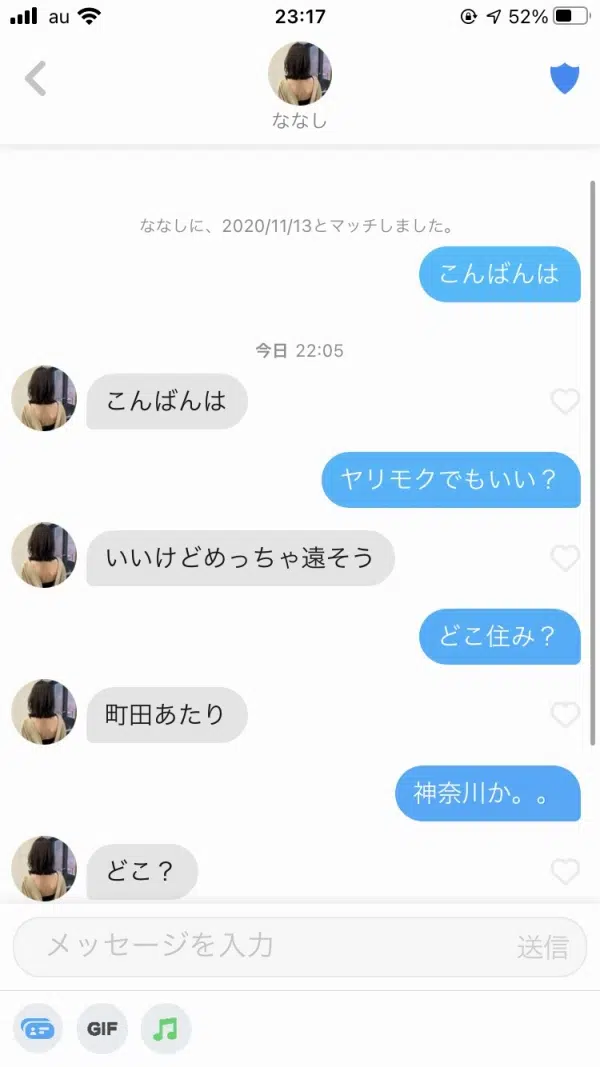 au 23:17 52%
ななし
ななしに、2020/11/13とマッチしました。
こんばんは
今日 22:05
こんばんは
ヤリモクでもいい？
いいけどめっちゃ遠そう
どこ住み？
町田あたり
神奈川か。。
どこ？
メッセージを入力 送信
GIF